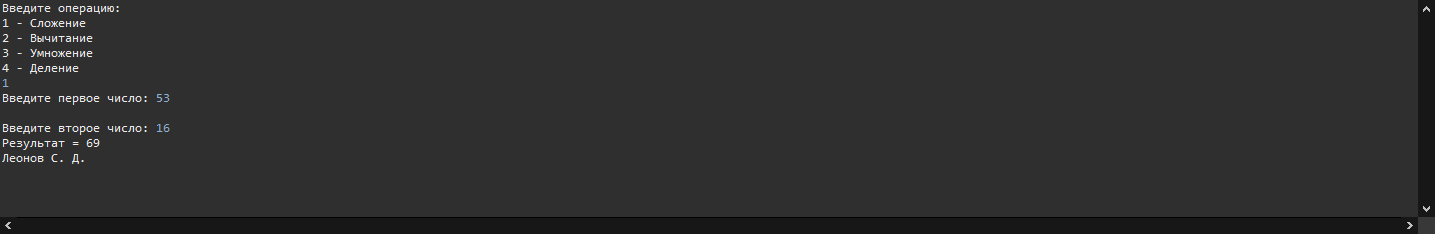 Введите операцию:
1 - Сложение
2 - Вычитание
3 - Умножение
4 - Деление
1
Введите первое число: 53
Введите второе число: 16
Результат = 69
Леонов С. Д.